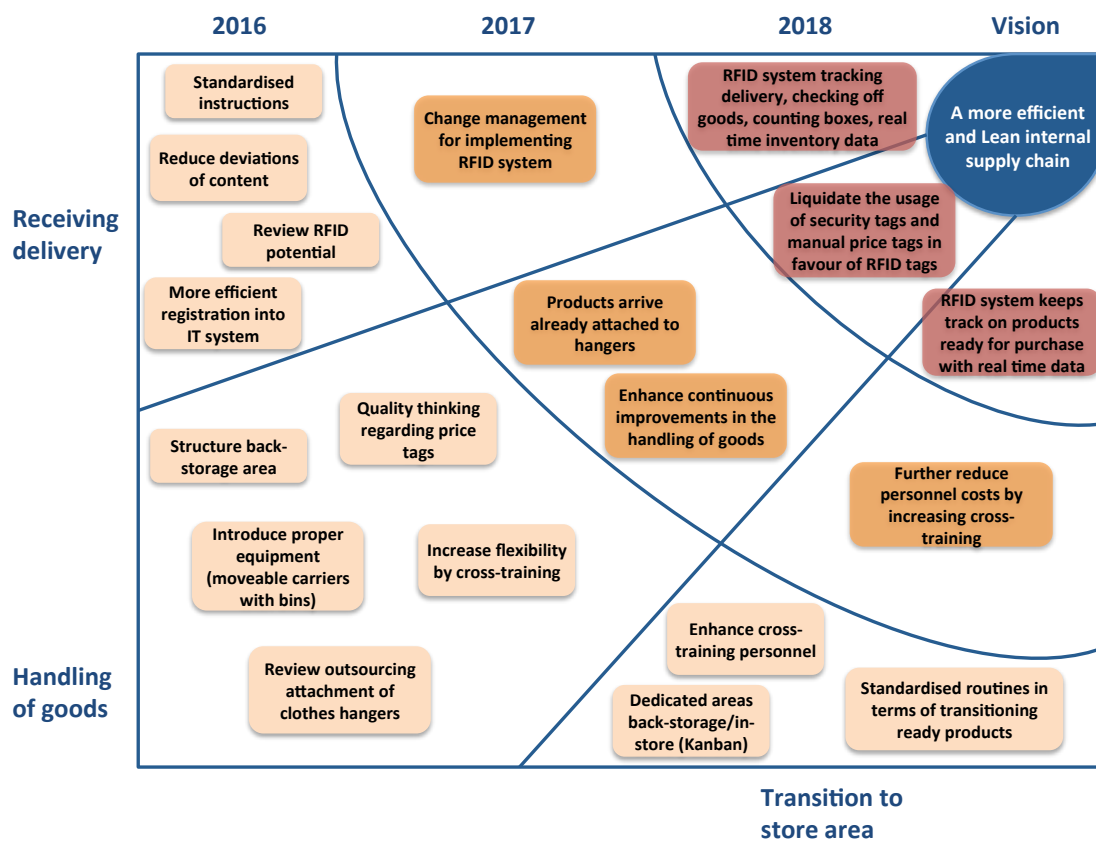 2016
2017
2018
Vision
Standardised
instructions
Reduce deviations
of content
Review RFID
potential
More efficient
registration into
IT system
Change management
for implementing
RFID system
RFID system tracking
delivery, checking off
goods, counting boxes, real
time inventory data
A more efficient
and Lean internal
supply chain
Receiving
delivery
Liquidate the usage
of security tags and
manual price tags in
favour of RFID tags
Products arrive
already attached to
hangers
RFID system keeps
track on products
ready for purchase
with real time data
Enhance continuous
improvements in the
handling of goods
Quality thinking
regarding price
tags
Structure back-
storage area
Further reduce
personnel costs by
increasing cross-
training
Introduce proper
equipment
(moveable carriers
with bins)
Increase flexibility
by cross-training
Enhance cross-
training personnel
Handling
of goods
Review outsourcing
attachment of
clothes hangers
Dedicated areas
back-storage/in-
store (Kanban)
Standardised routines in
terms of transitioning
ready products
Transition to
store area